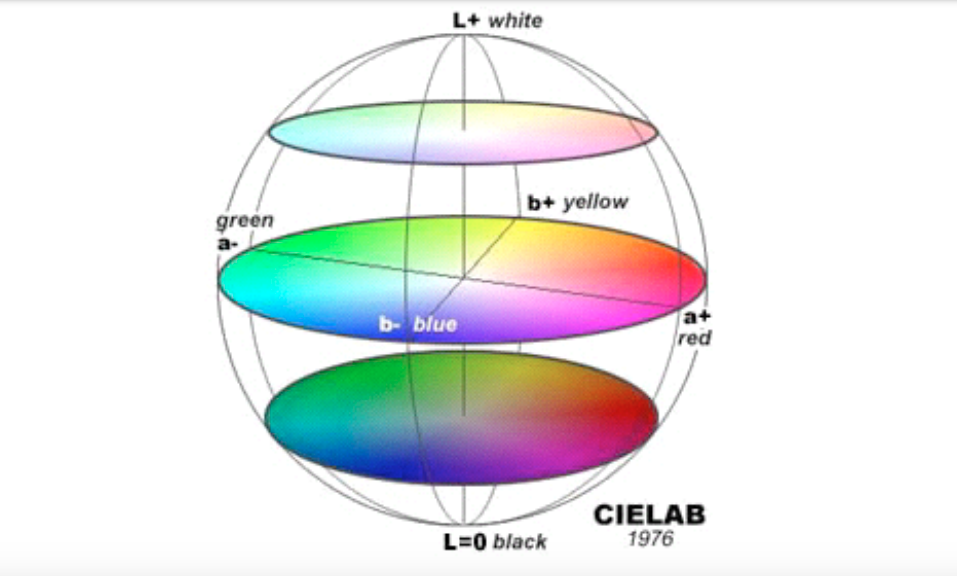 L+ white
b+ yellow
green
a-
b- blue
a+
red
CIELAB
1976
L=0 black